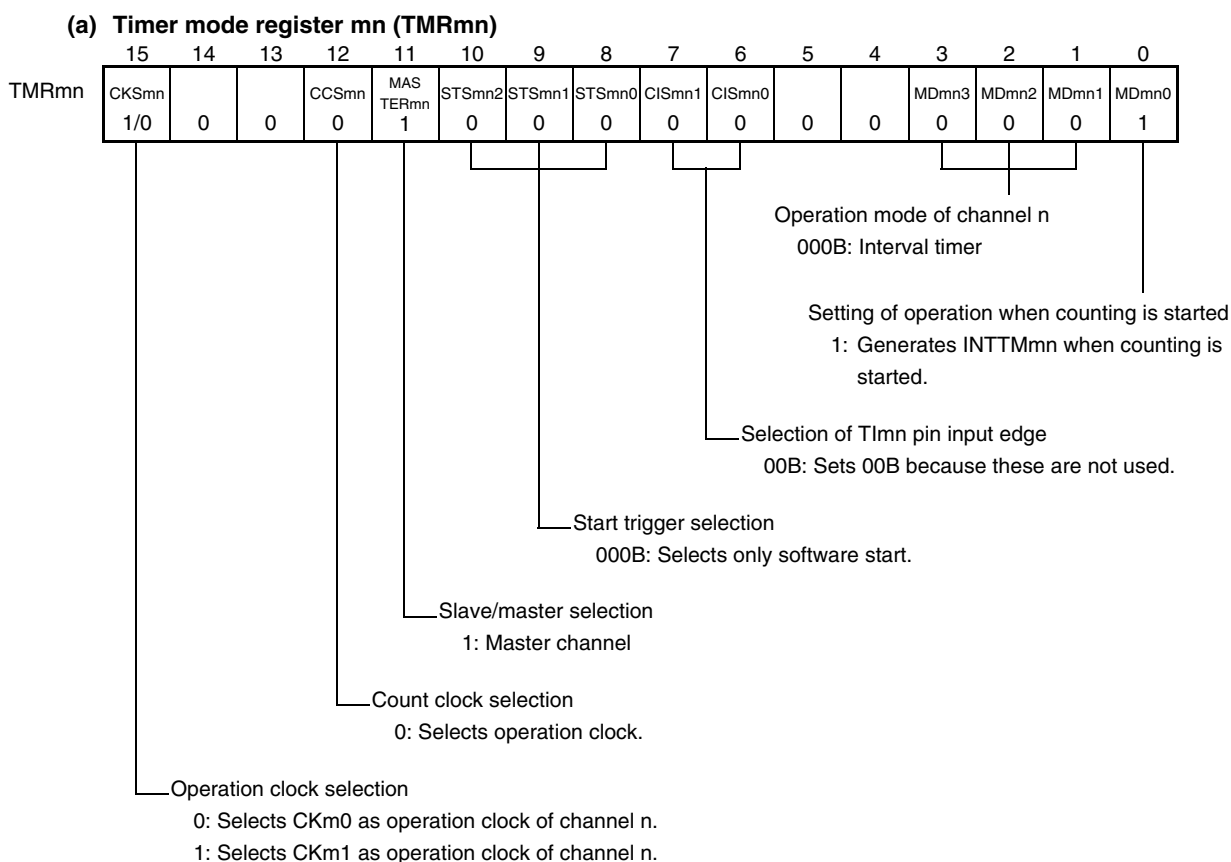 (a) Timer mode register mn (TMRmn)
15 14 13 12 11 10 9 8 7 6 5 4 3 2 1 0
TMRmn CKSmn CCSmn MAS TERmn STSmn2 STSmn1 STSmn0 CISmn1 CISmn0 MDmn3 MDmn2 MDmn1 MDmn0
1/0 0 0 0 1 0 0 0 0 0 0 0 0 0 0 1
Operation mode of channel n
000B: Interval timer
Setting of operation when counting is started
1: Generates INTTMmn when counting is
started.
Selection of TImn pin input edge
00B: Sets 00B because these are not used.
Start trigger selection
000B: Selects only software start.
Slave/master selection
1: Master channel
Count clock selection
0: Selects operation clock.
Operation clock selection
0: Selects CKm0 as operation clock of channel n.
1: Selects CKm1 as operation clock of channel n.